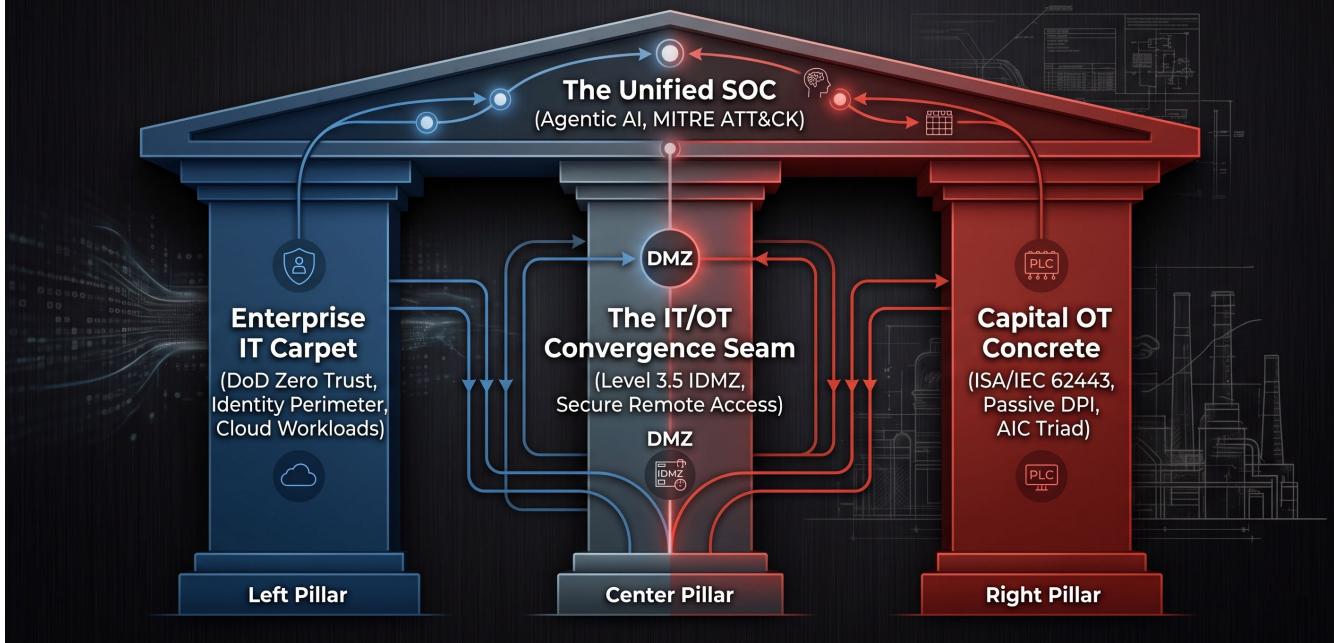 The Unified SOC
(Agentic AI, MITRE ATT&CK)
Enterprise
IT Carpet
(DoD Zero Trust,
Identity Perimeter,
Cloud Workloads)
Left Pillar
DMZ
The IT/OT
Convergence Seam
(Level 3.5 IDMZ,
Secure Remote Access)
DMZ
IDMZ
Center Pillar
PLC
Capital OT
Concrete
(ISA/IEC 62443,
Passive DPI,
AIC Triad)
PLC
Right Pillar